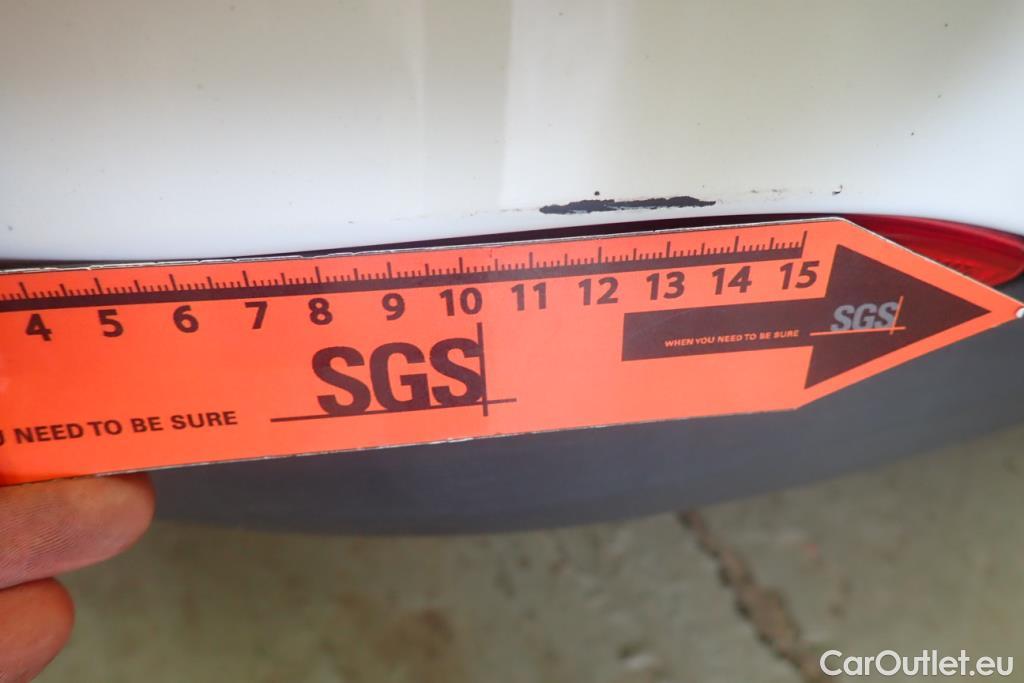 4 5 6 7 8 9 10 11 12 13 14 15
SGS
WHEN YOU NEED TO BE SURE
SGS
NEED TO BE SURE
CarOutlet.eu